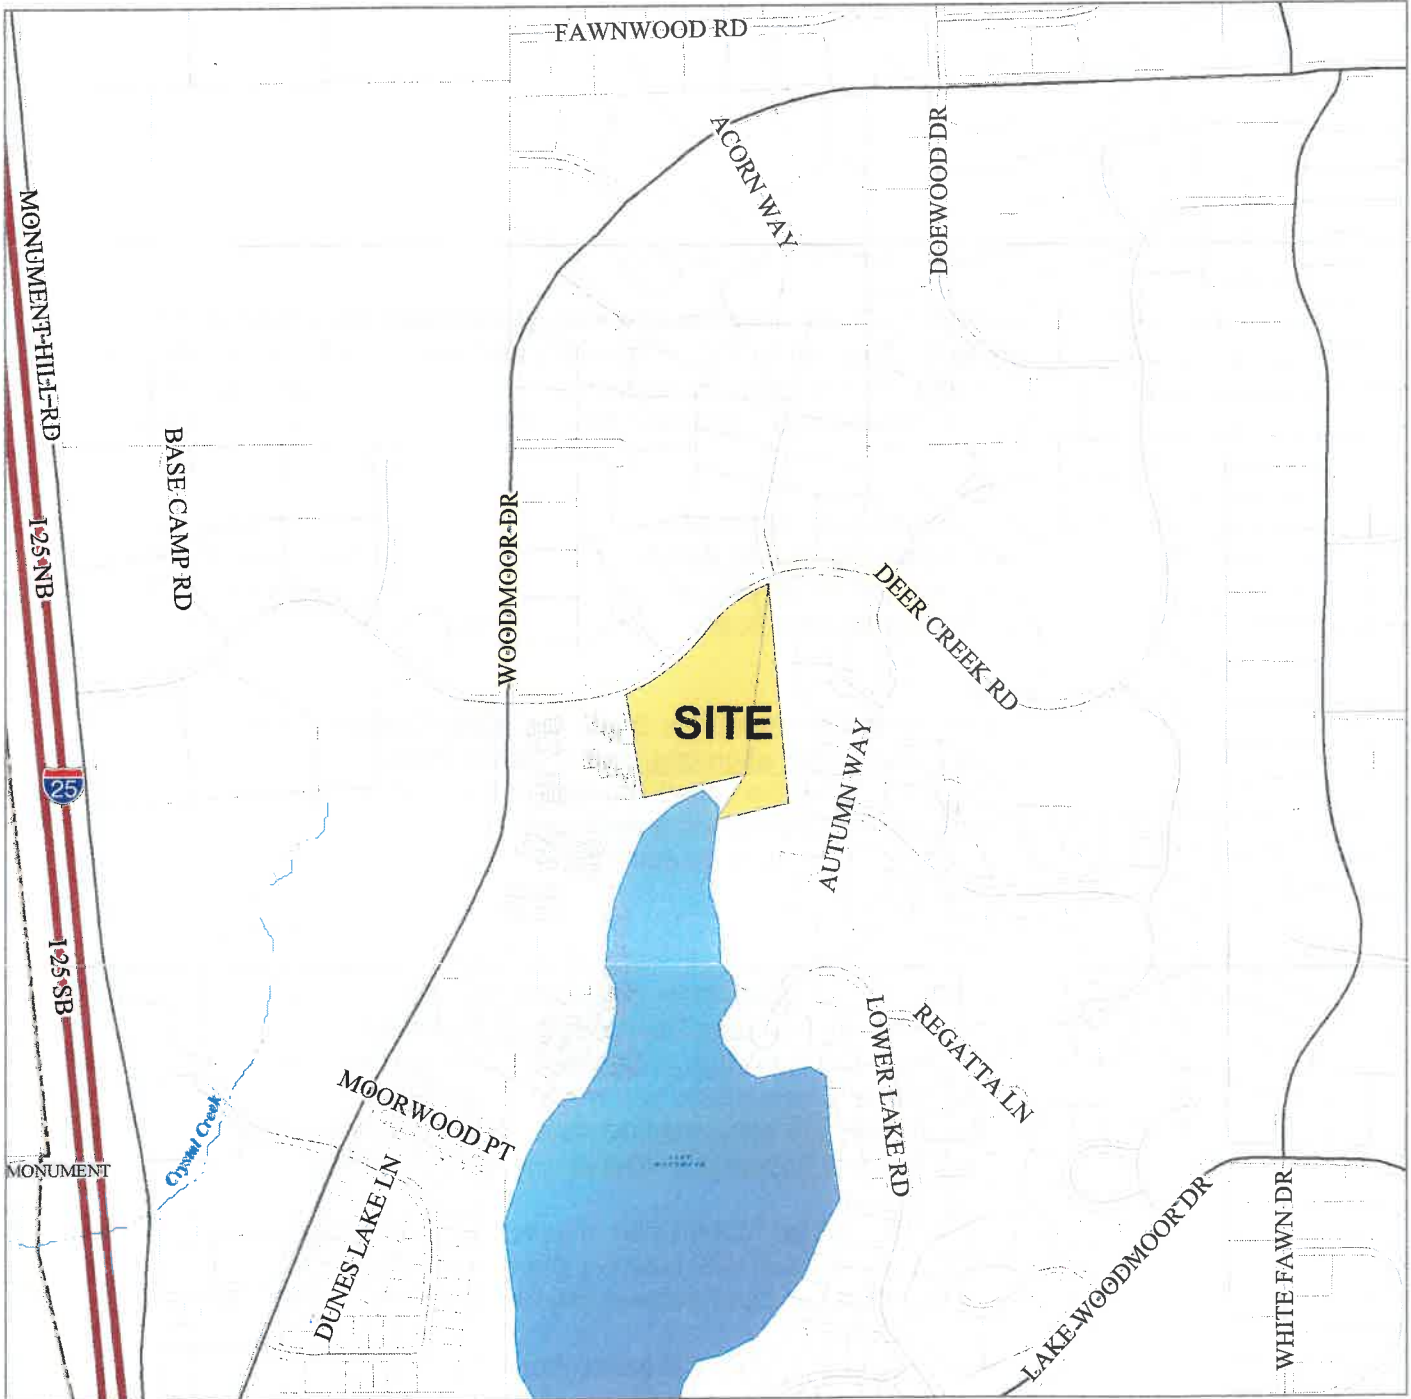 FAWNWOOD RD
ACORN WAY
DOEWOOD DR
MONUMENT HILL RD
BASE CAMP RD
I 25 NB
WOODMOOR DR
DEER CREEK RD
SITE
25
AUTUMN WAY
I 25 SB
LOWER LAKE RD
REGATTA LN
MOORWOOD PT
Crystal Creek
MONUMENT
DUNES LAKE LN
LAKE WOODMOOR DR
WHITE FAWN DR